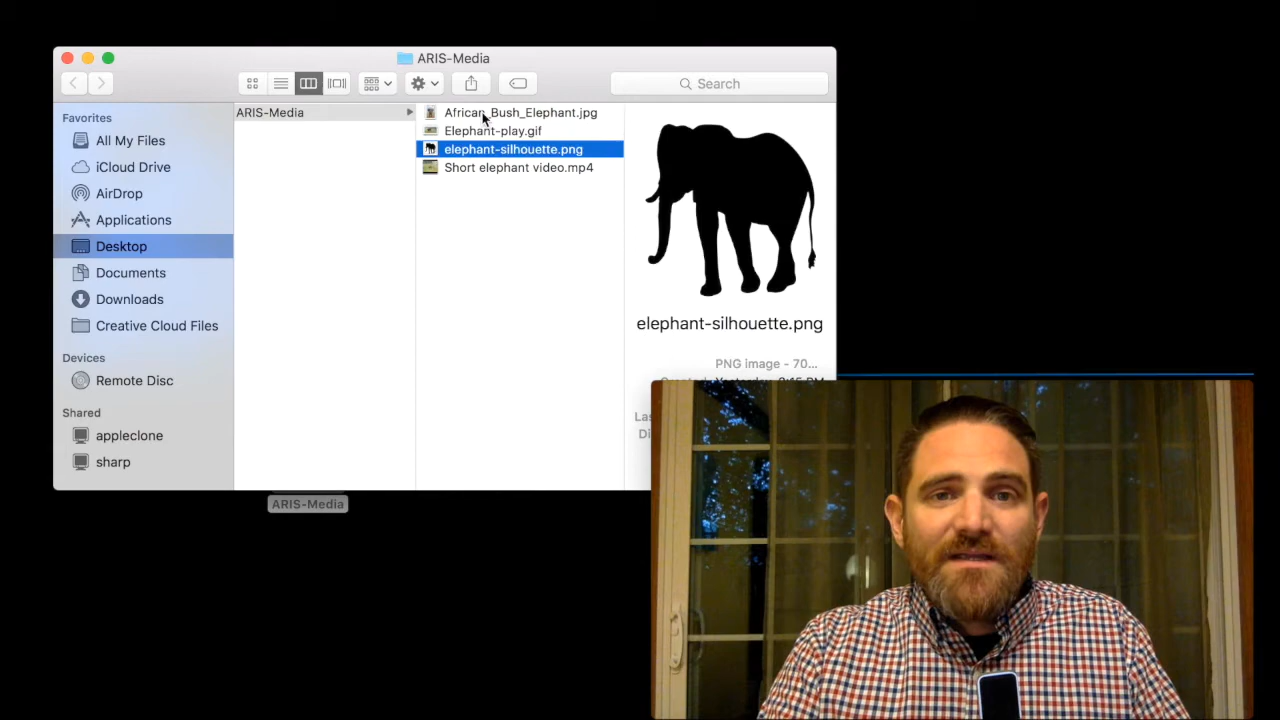 ARIS-Media
Search
Favorites
All My Files
iCloud Drive
AirDrop
Applications
Desktop
Documents
Downloads
Creative Cloud Files
Devices
Remote Disc
Shared
appleclone
sharp
ARIS-Media
African_Bush_Elephant.jpg
Elephant-play.gif
elephant-silhouette.png
Short elephant video.mp4
elephant-silhouette.png
PNG image - 70...
ARIS-Media